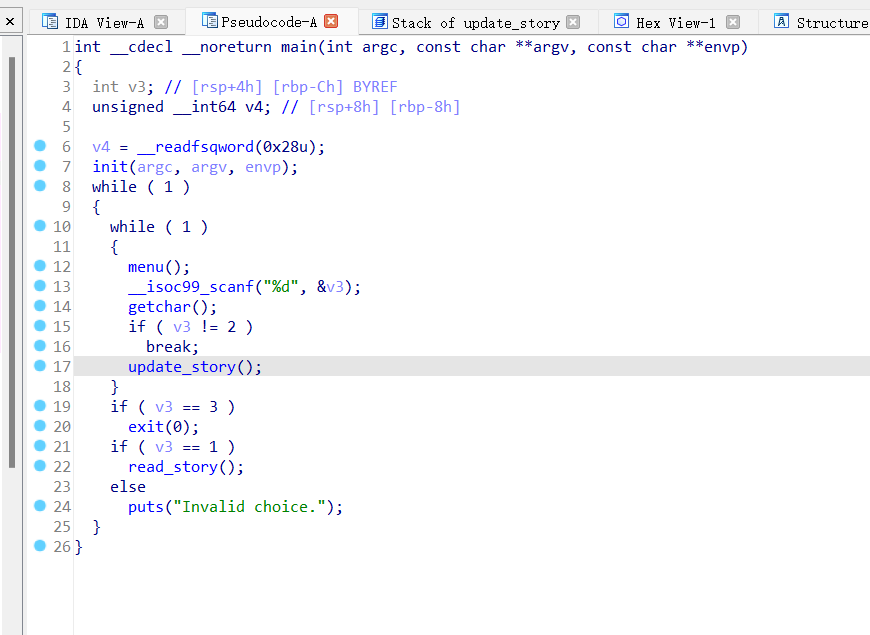 IDA View-A Pseudocode-A Stack of update_story Hex View-1 Structure
1 int __cdecl __noreturn main(int argc, const char **argv, const char **envp)
2 {
3   int v3; // [rsp+4h] [rbp-Ch] BYREF
4   unsigned __int64 v4; // [rsp+8h] [rbp-8h]
5
6   v4 = __readfsqword(0x28u);
7   init(argc, argv, envp);
8   while ( 1 )
9   {
10     while ( 1 )
11     {
12       menu();
13       __isoc99_scanf("%d", &v3);
14       getchar();
15       if ( v3 != 2 )
16         break;
17       update_story();
18     }
19     if ( v3 == 3 )
20       exit(0);
21     if ( v3 == 1 )
22       read_story();
23     else
24       puts("Invalid choice.");
25   }
26 }